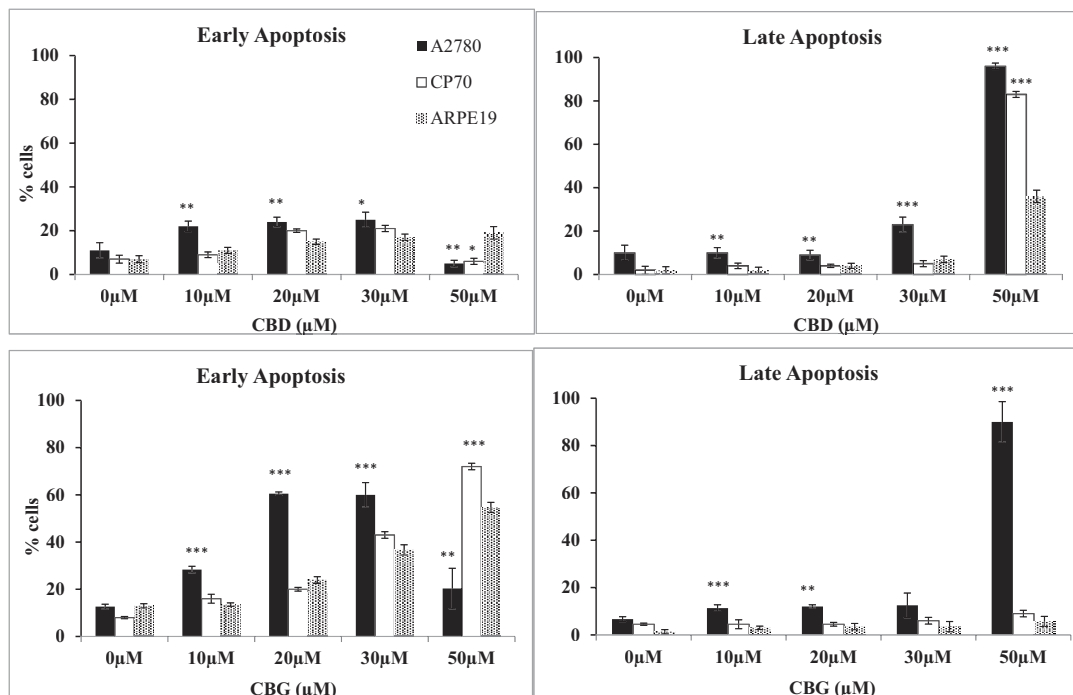 Early Apoptosis
A2780
CP70
ARPE19
100
80
60
40
20
0
% cells
** ** * ** *
0µM 10µM 20µM 30µM 50µM
CBD (µM)
Late Apoptosis
100
80
60
40
20
0
** ** *** *** ***
0µM 10µM 20µM 30µM 50µM
CBD (µM)
Early Apoptosis
100
80
60
40
20
0
% cells
*** *** *** ** ***
0µM 10µM 20µM 30µM 50µM
CBG (µM)
Late Apoptosis
100
80
60
40
20
0
*** ** ***
0µM 10µM 20µM 30µM 50µM
CBG (µM)